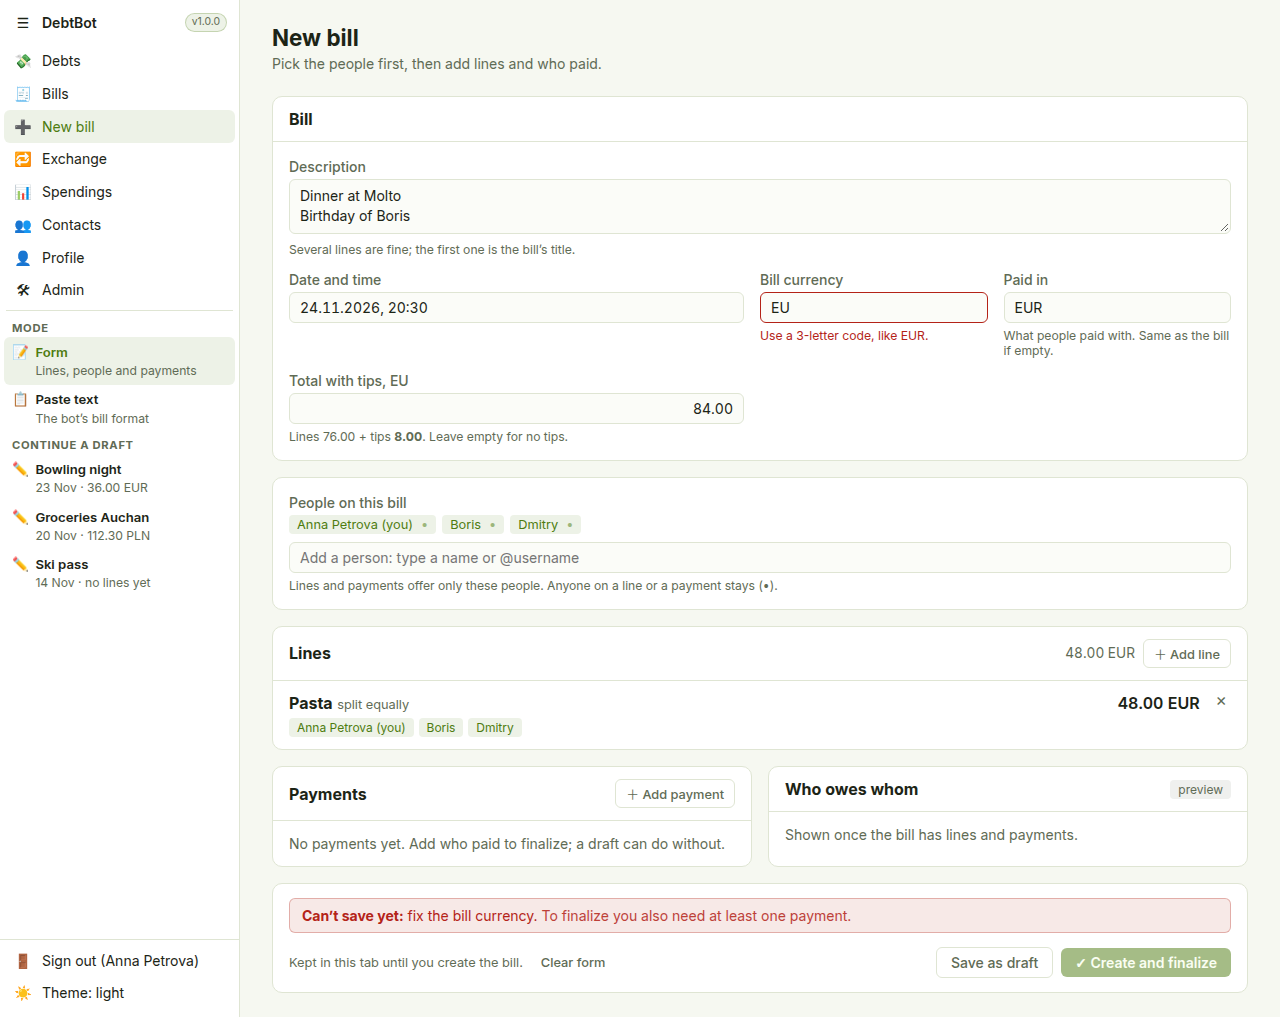 DebtBot
v1.0.0
Debts
Bills
New bill
Exchange
Spendings
Contacts
Profile
Admin
MODE
Form
Lines, people and payments
Paste text
The bot's bill format
CONTINUE A DRAFT
Bowling night
23 Nov · 36.00 EUR
Groceries Auchan
20 Nov · 112.30 PLN
Ski pass
14 Nov · no lines yet
Sign out (Anna Petrova)
Theme: light
New bill
Pick the people first, then add lines and who paid.
Bill
Description
Dinner at Molto
Birthday of Boris
Several lines are fine; the first one is the bill's title.
Date and time
Bill currency
Paid in
24.11.2026, 20:30
EU
EUR
Use a 3-letter code, like EUR.
What people paid with. Same as the bill
if empty.
Total with tips, EU
84.00
Lines 76.00 + tips 8.00. Leave empty for no tips.
People on this bill
Anna Petrova (you) •
Boris •
Dmitry •
Add a person: type a name or @username
Lines and payments offer only these people. Anyone on a line or a payment stays (•).
Lines
48.00 EUR
+ Add line
Pasta split equally
48.00 EUR ×
Anna Petrova (you)
Boris
Dmitry
Payments
+ Add payment
No payments yet. Add who paid to finalize; a draft can do without.
Who owes whom
preview
Shown once the bill has lines and payments.
Can't save yet: fix the bill currency. To finalize you also need at least one payment.
Kept in this tab until you create the bill.
Clear form
Save as draft
✓ Create and finalize